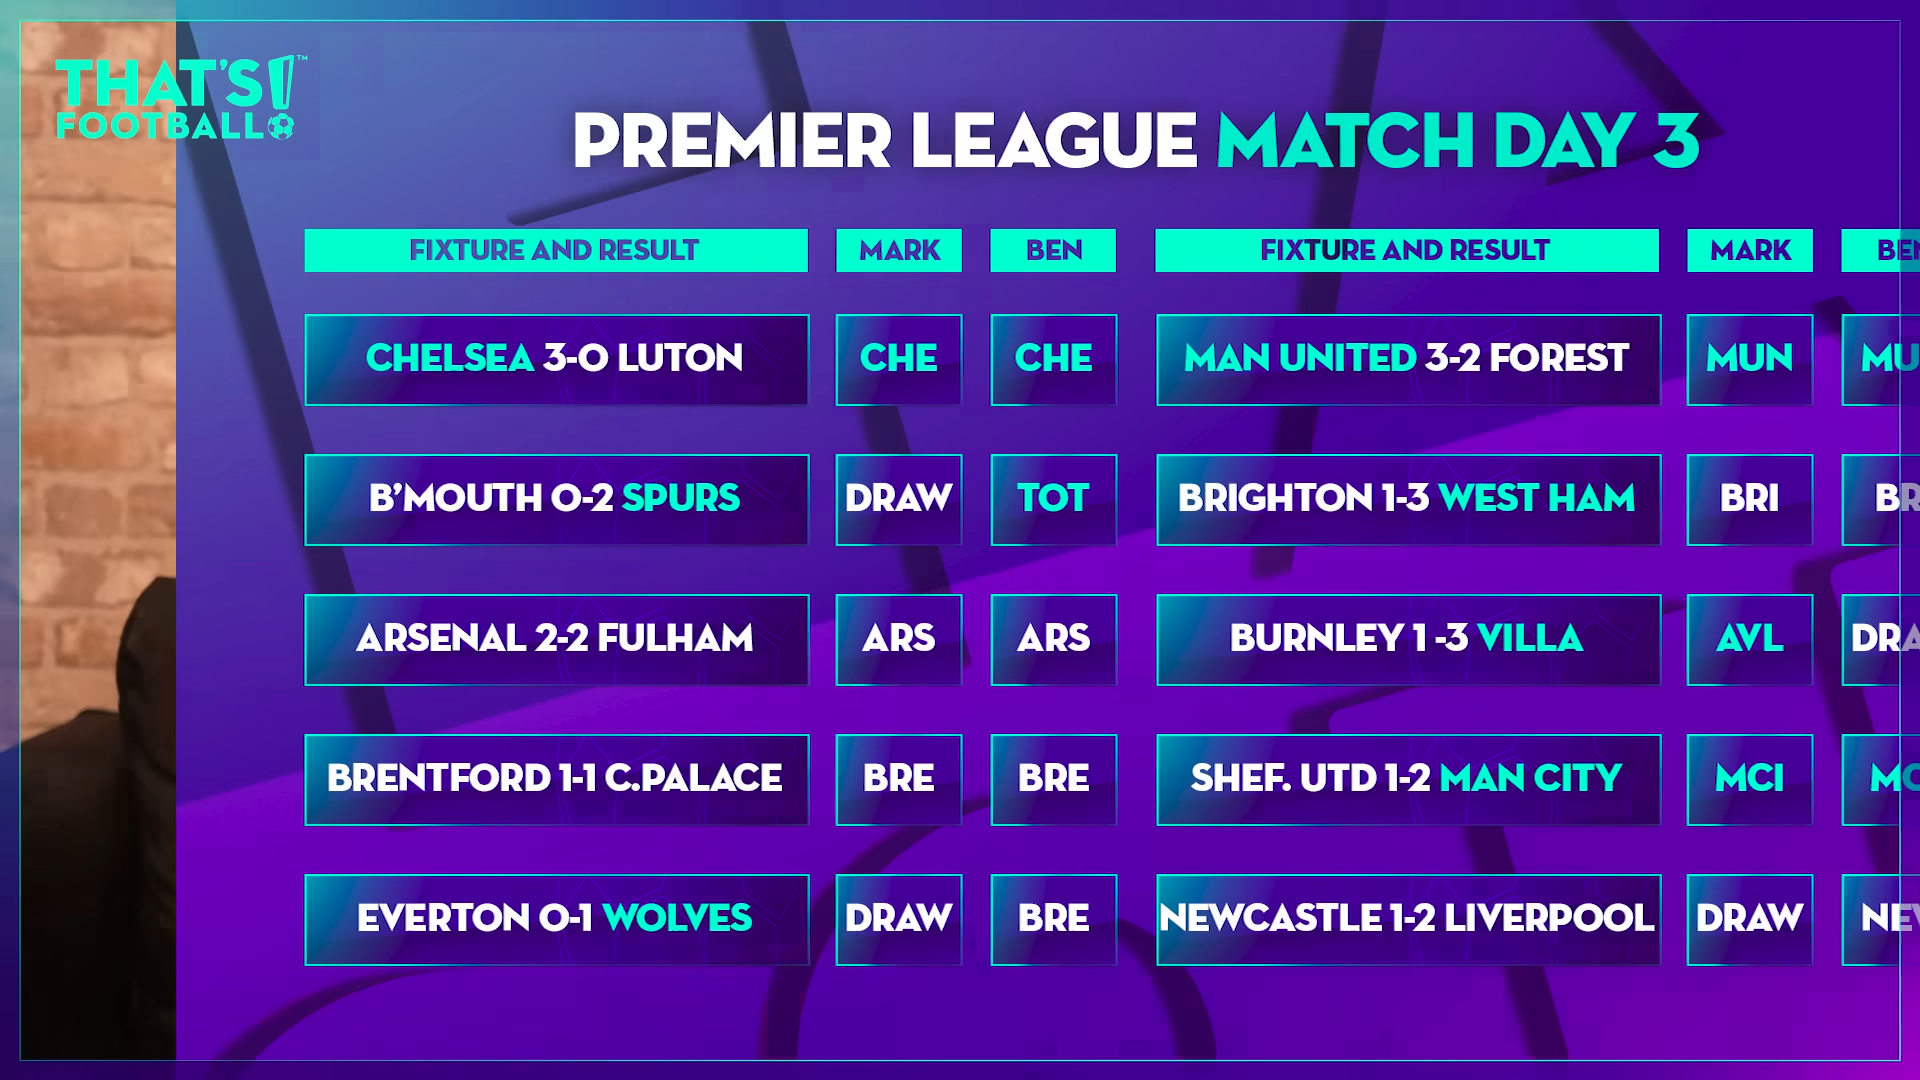 THAT'S!™
FOOTBALL
PREMIER LEAGUE MATCH DAY 3
FIXTURE AND RESULT MARK BEN
CHELSEA 3-0 LUTON CHE CHE
B'MOUTH 0-2 SPURS DRAW TOT
ARSENAL 2-2 FULHAM ARS ARS
BRENTFORD 1-1 C.PALACE BRE BRE
EVERTON 0-1 WOLVES DRAW BRE
FIXTURE AND RESULT MARK
MAN UNITED 3-2 FOREST MUN
BRIGHTON 1-3 WEST HAM BRI
BURNLEY 1 -3 VILLA AVL
SHEF. UTD 1-2 MAN CITY MCI
NEWCASTLE 1-2 LIVERPOOL DRAW